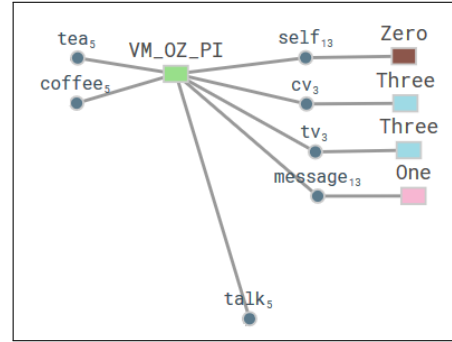 tea₅
VM_OZ_PI
self₁₃
Zero
coffee₅
cv₃
Three
tv₃
Three
message₁₃
One
talk₅